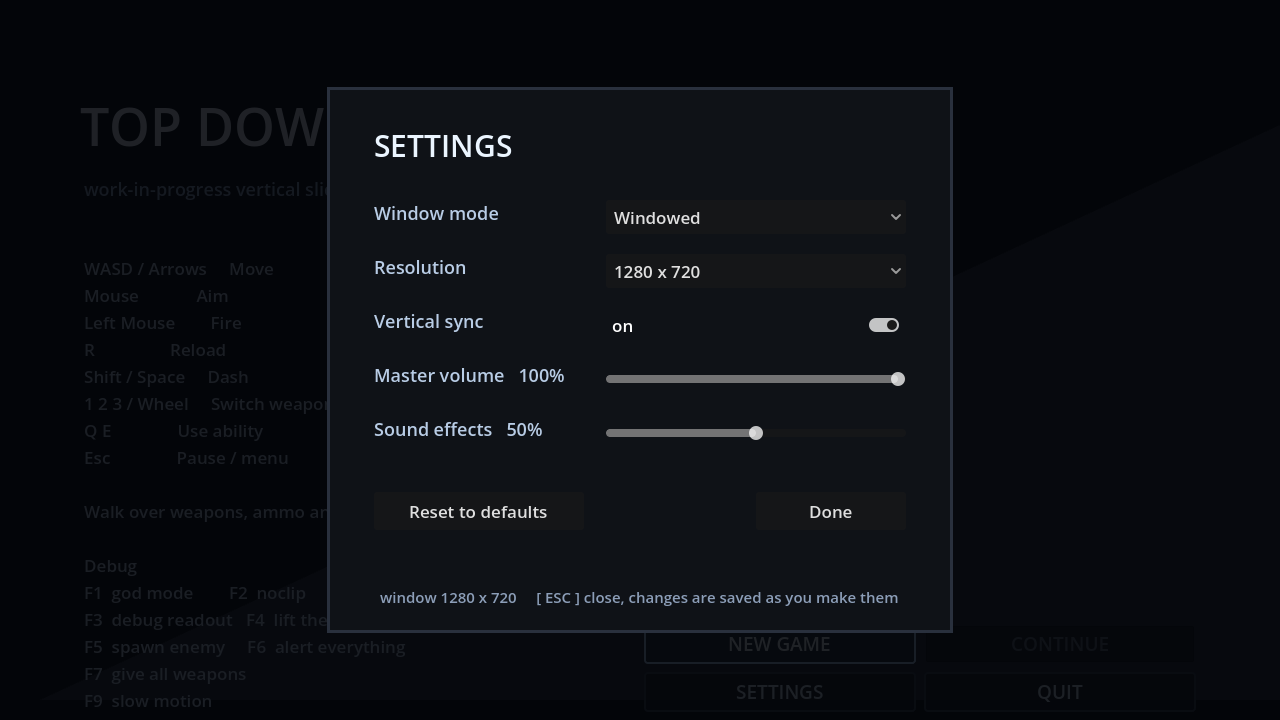 TOP DOW
work-in-progress vertical sli
WASD / Arrows Move
Mouse Aim
Left Mouse Fire
R Reload
Shift / Space Dash
1 2 3 / Wheel Switch weapon
Q E Use ability
Esc Pause / menu
Walk over weapons, ammo an
Debug
F1 god mode F2 noclip
F3 debug readout F4 lift the
F5 spawn enemy F6 alert everything
F7 give all weapons
F9 slow motion
SETTINGS
Window mode Windowed
Resolution 1280 x 720
Vertical sync on
Master volume 100%
Sound effects 50%
Reset to defaults Done
window 1280 x 720 [ ESC ] close, changes are saved as you make them
NEW GAME CONTINUE
SETTINGS QUIT